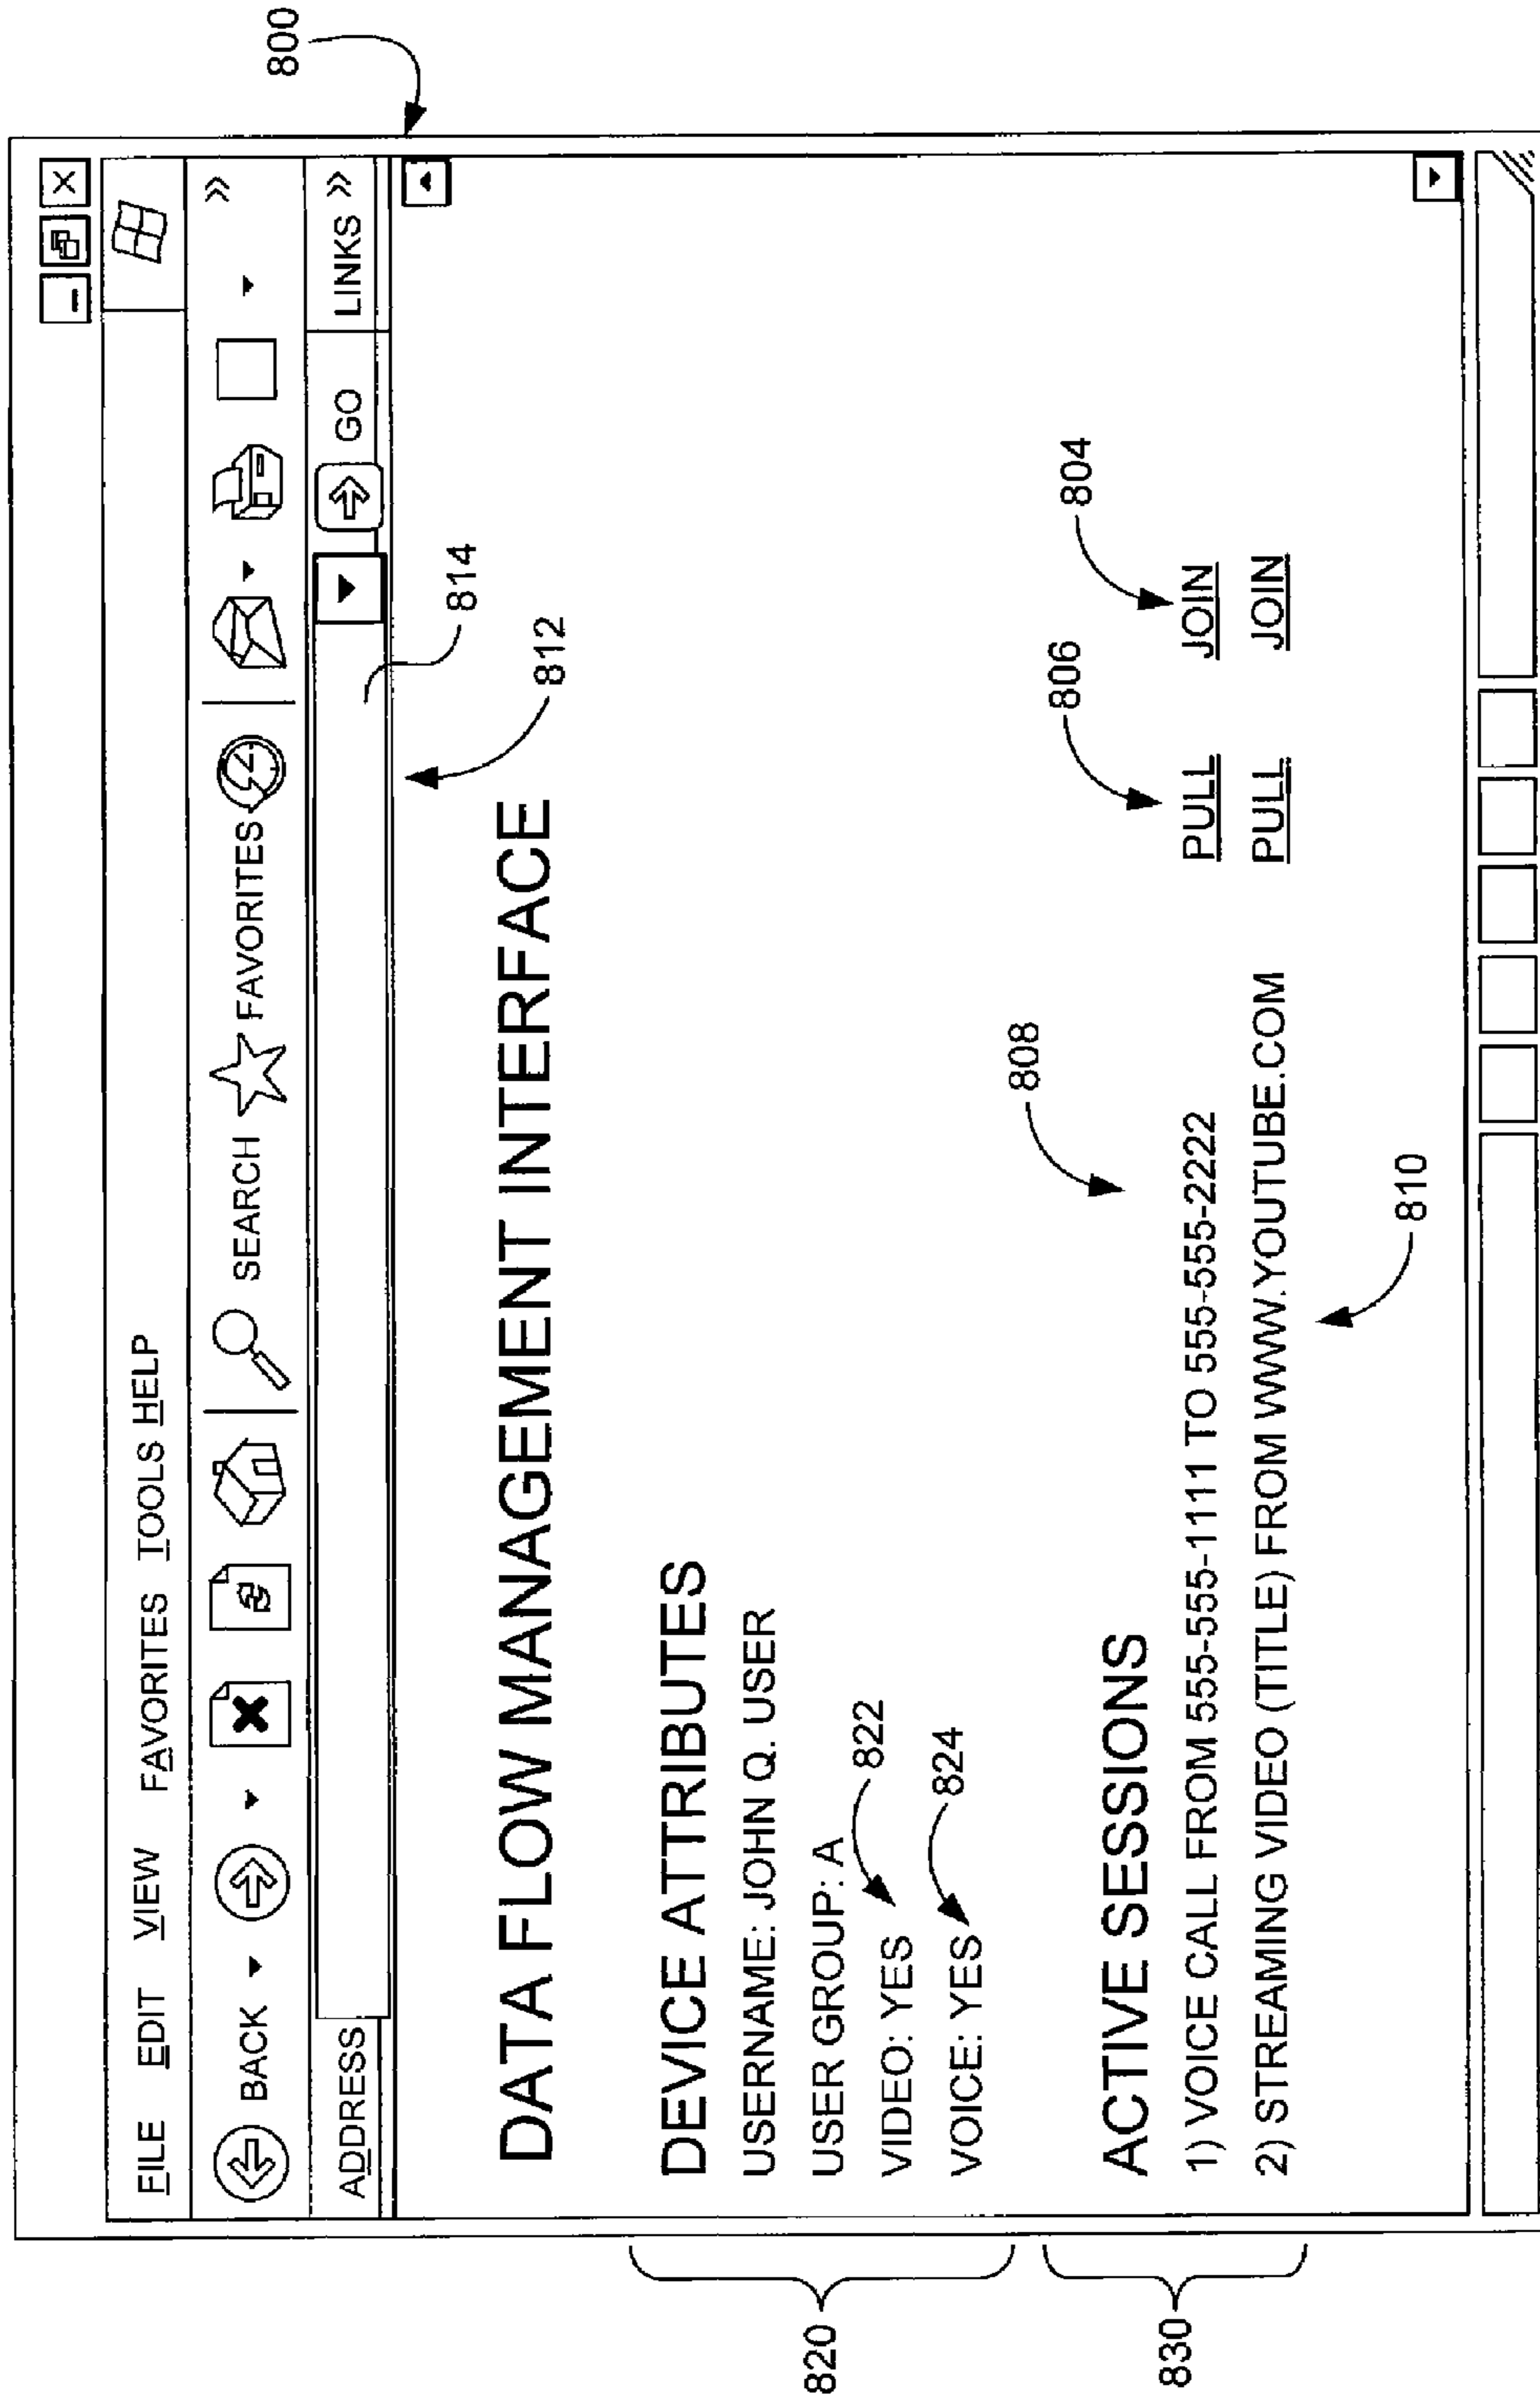 800
FILE EDIT VIEW FAVORITES TOOLS HELP
BACK SEARCH FAVORITES
ADDRESS GO LINKS
814
812
DATA FLOW MANAGEMENT INTERFACE
820
DEVICE ATTRIBUTES
USERNAME: JOHN Q. USER
USER GROUP: A
822
VIDEO: YES
824
VOICE: YES
808
806
804
830
ACTIVE SESSIONS
1) VOICE CALL FROM 555-555-1111 TO 555-555-2222 PULL JOIN
2) STREAMING VIDEO (TITLE) FROM WWW.YOUTUBE.COM PULL JOIN
810